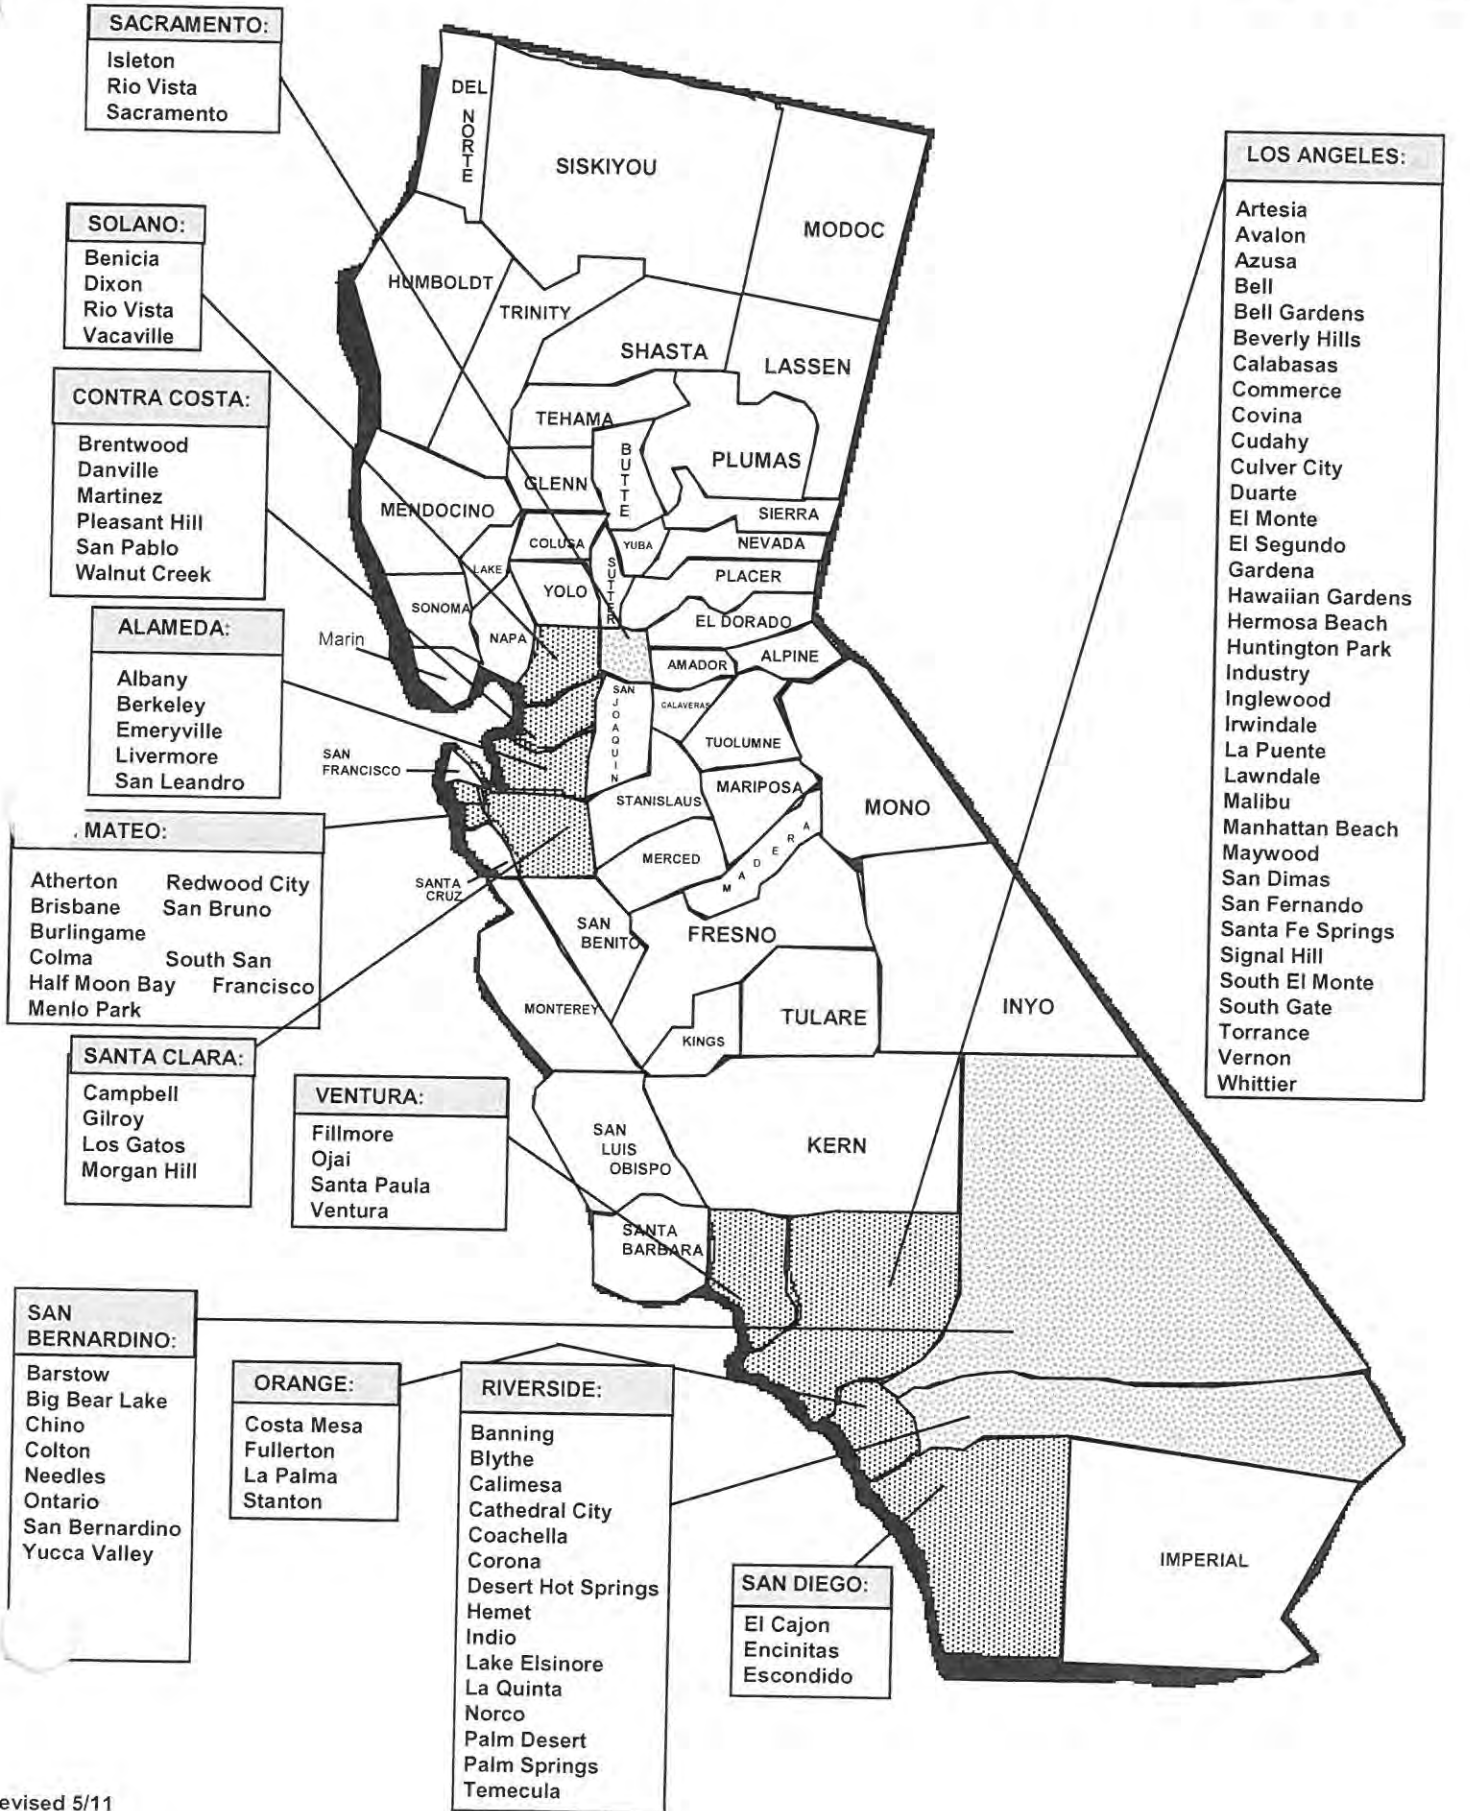 SACRAMENTO:
Isleton
Rio Vista
Sacramento
SOLANO:
Benicia
Dixon
Rio Vista
Vacaville
CONTRA COSTA:
Brentwood
Danville
Martinez
Pleasant Hill
San Pablo
Walnut Creek
ALAMEDA:
Albany
Berkeley
Emeryville
Livermore
San Leandro
MATEO:
Atherton Redwood City
Brisbane San Bruno
Burlingame
Colma South San
Half Moon Bay Francisco
Menlo Park
SANTA CLARA:
Campbell
Gilroy
Los Gatos
Morgan Hill
VENTURA:
Fillmore
Ojai
Santa Paula
Ventura
SAN
BERNARDINO:
Barstow
Big Bear Lake
Chino
Colton
Needles
Ontario
San Bernardino
Yucca Valley
ORANGE:
Costa Mesa
Fullerton
La Palma
Stanton
RIVERSIDE:
Banning
Blythe
Calimesa
Cathedral City
Coachella
Corona
Desert Hot Springs
Hemet
Indio
Lake Elsinore
La Quinta
Norco
Palm Desert
Palm Springs
Temecula
SAN DIEGO:
El Cajon
Encinitas
Escondido
LOS ANGELES:
Artesia
Avalon
Azusa
Bell
Bell Gardens
Beverly Hills
Calabasas
Commerce
Covina
Cudahy
Culver City
Duarte
El Monte
El Segundo
Gardena
Hawaiian Gardens
Hermosa Beach
Huntington Park
Industry
Inglewood
Irwindale
La Puente
Lawndale
Malibu
Manhattan Beach
Maywood
San Dimas
San Fernando
Santa Fe Springs
Signal Hill
South El Monte
South Gate
Torrance
Vernon
Whittier
DEL
NORTE
SISKIYOU
MODOC
HUMBOLDT
TRINITY
SHASTA
LASSEN
TEHAMA
BUTTE
PLUMAS
GLENN
MENDOCINO
SIERRA
COLUSA
YUBA
NEVADA
LAKE
SUTTER
PLACER
YOLO
SONOMA
EL DORADO
NAPA
Marin
AMADOR
ALPINE
SAN
JOAQUIN
CALAVERAS
TUOLUMNE
SAN
FRANCISCO
STANISLAUS
MARIPOSA
MONO
MERCED
MADERA
SANTA
CRUZ
SAN
BENITO
FRESNO
MONTEREY
KINGS
TULARE
INYO
SAN
LUIS
OBISPO
KERN
SANTA
BARBARA
IMPERIAL
evised 5/11